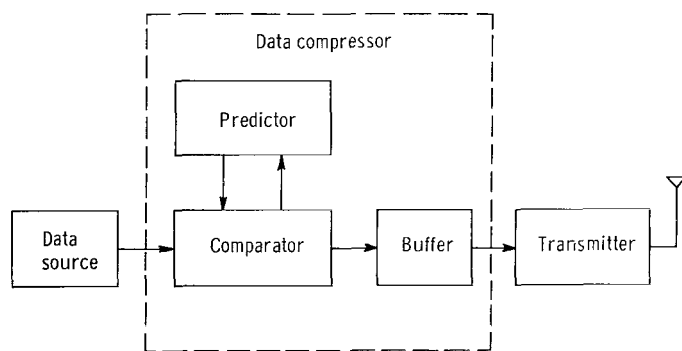 Data compressor
Predictor
Data
source
Comparator
Buffer
Transmitter